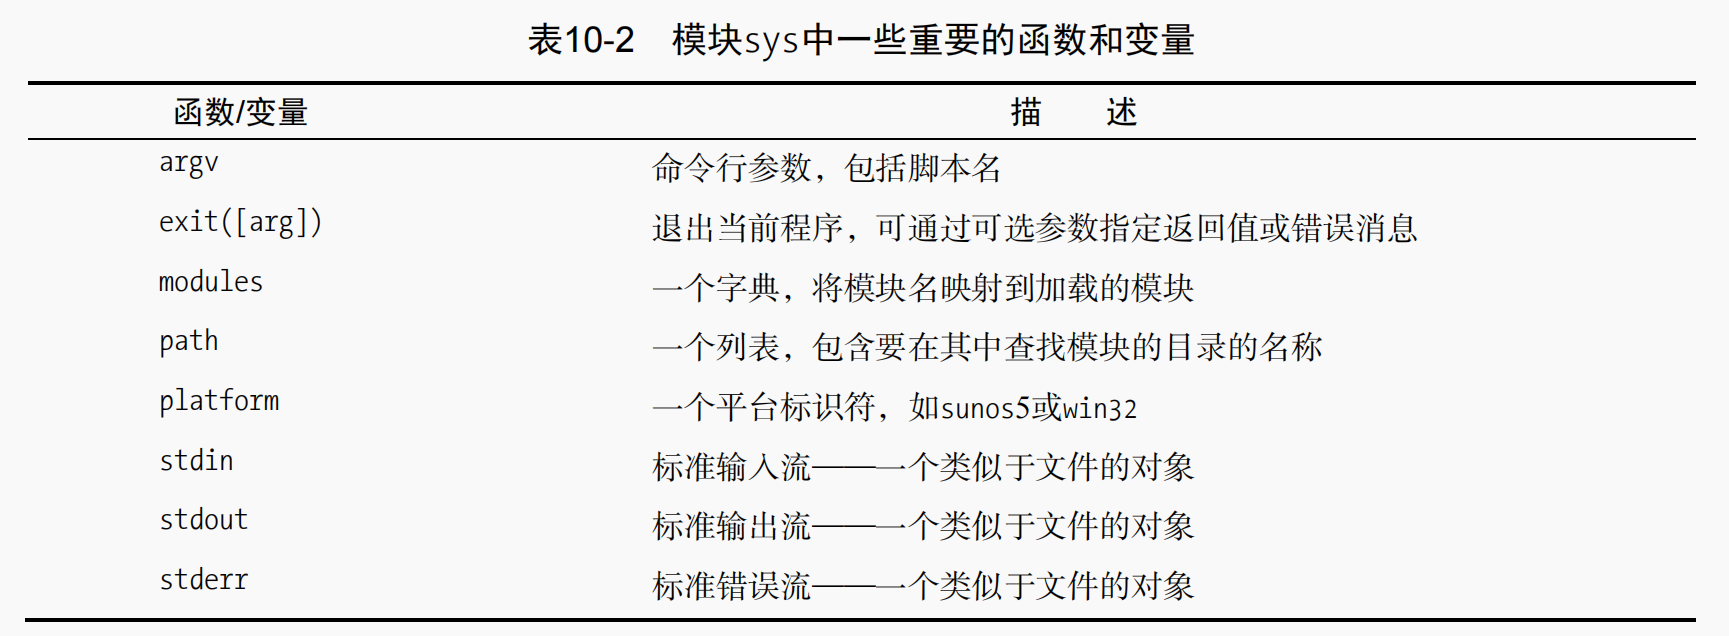 表10-2 模块sys中一些重要的函数和变量
函数/变量 描 述
argv 命令行参数，包括脚本名
exit([arg]) 退出当前程序，可通过可选参数指定返回值或错误消息
modules 一个字典，将模块名映射到加载的模块
path 一个列表，包含要在其中查找模块的目录的名称
platform 一个平台标识符，如sunos5或win32
stdin 标准输入流——一个类似于文件的对象
stdout 标准输出流——一个类似于文件的对象
stderr 标准错误流——一个类似于文件的对象